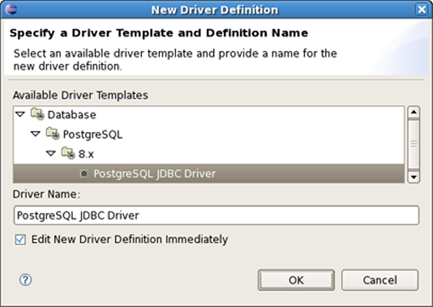 New Driver Definition
Specify a Driver Template and Definition Name
Select an available driver template and provide a name for the
new driver definition.
Available Driver Templates
Database
PostgreSQL
8.x
PostgreSQL JDBC Driver
Driver Name:
PostgreSQL JDBC Driver
Edit New Driver Definition Immediately
?
OK
Cancel